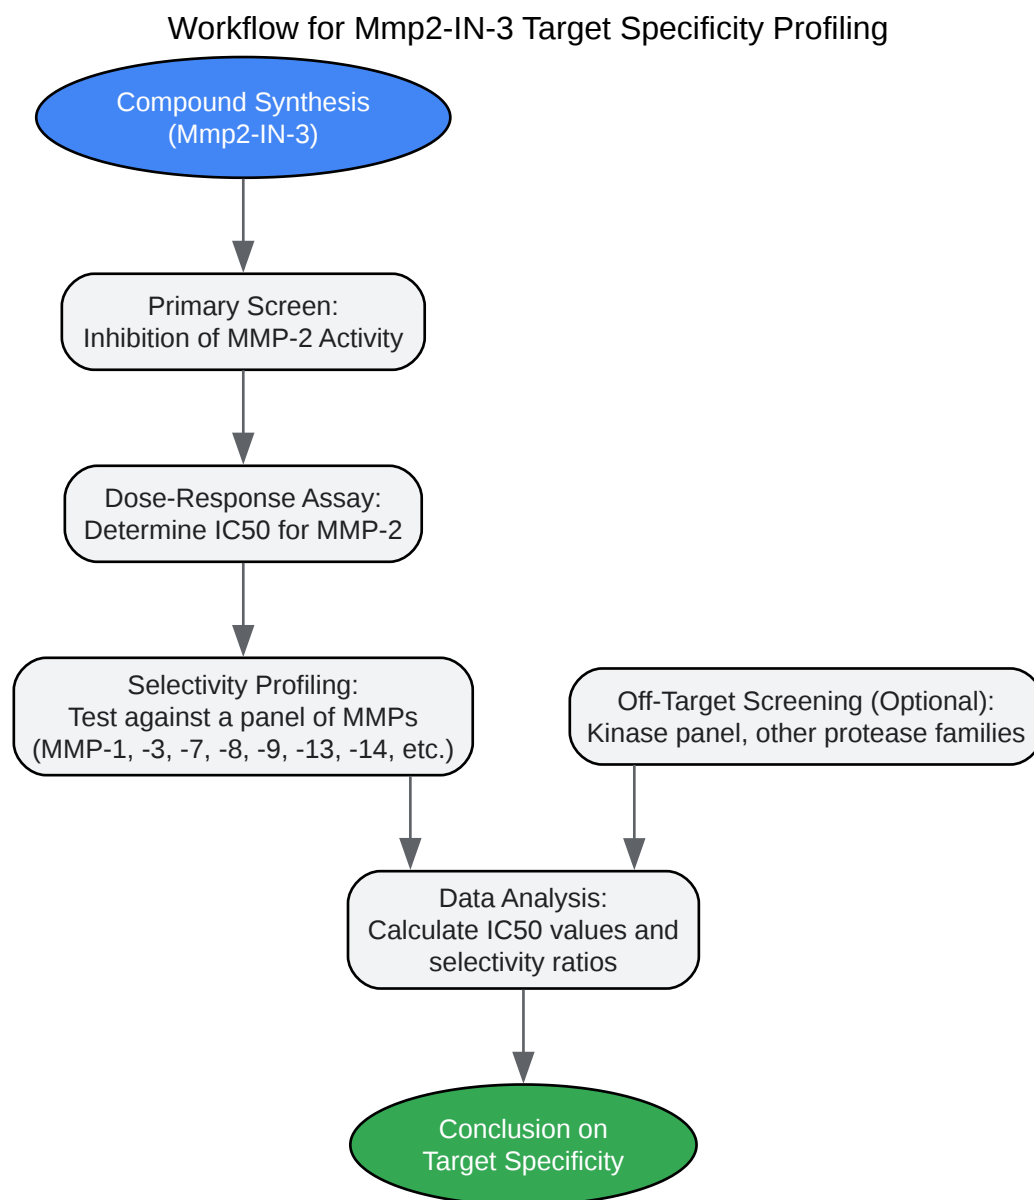 Workflow for Mmp2-IN-3 Target Specificity Profiling
Compound Synthesis
(Mmp2-IN-3)
Primary Screen:
Inhibition of MMP-2 Activity
Dose-Response Assay:
Determine IC50 for MMP-2
Selectivity Profiling:
Test against a panel of MMPs
(MMP-1, -3, -7, -8, -9, -13, -14, etc.)
Off-Target Screening (Optional):
Kinase panel, other protease families
Data Analysis:
Calculate IC50 values and
selectivity ratios
Conclusion on
Target Specificity